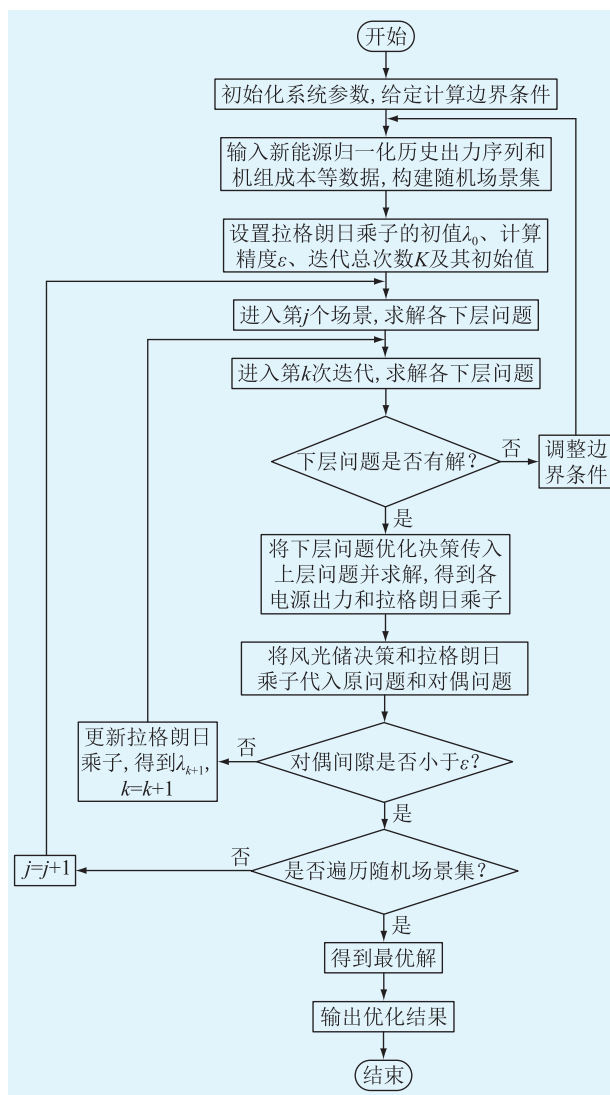 开始
初始化系统参数,给定计算边界条件
输入新能源归一化历史出力序列和
机组成本等数据,构建随机场景集
设置拉格朗日乘子的初值λ₀、计算
精度ε、迭代总次数K及其初始值
进入第j个场景,求解各下层问题
进入第k次迭代,求解各下层问题
下层问题是否有解?
否
调整边
界条件
是
将下层问题优化决策传入
上层问题并求解,得到各
电源出力和拉格朗日乘子
将风光储决策和拉格朗日
乘子代入原问题和对偶问题
更新拉格朗日
乘子,得到λₖ₊₁,
k=k+1
否
对偶间隙是否小于ε?
是
j=j+1
否
是否遍历随机场景集?
是
得到最优解
输出优化结果
结束